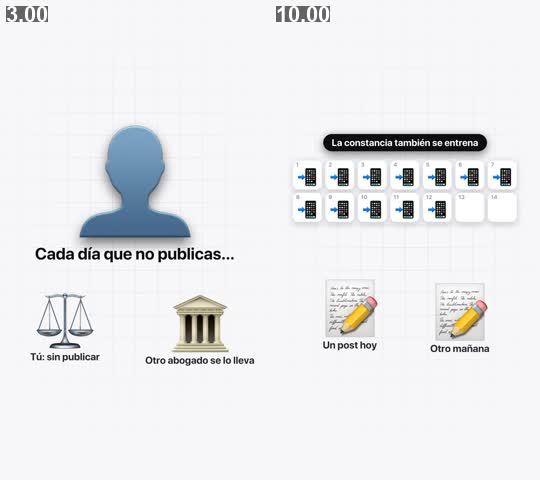 3.00
Cada día que no publicas...
Tú: sin publicar
Otro abogado se lo lleva
10.00
La constancia también se entrena
1 2 3 4 5 6 7
8 9 10 11 12 13 14
Un post hoy
Otro mañana